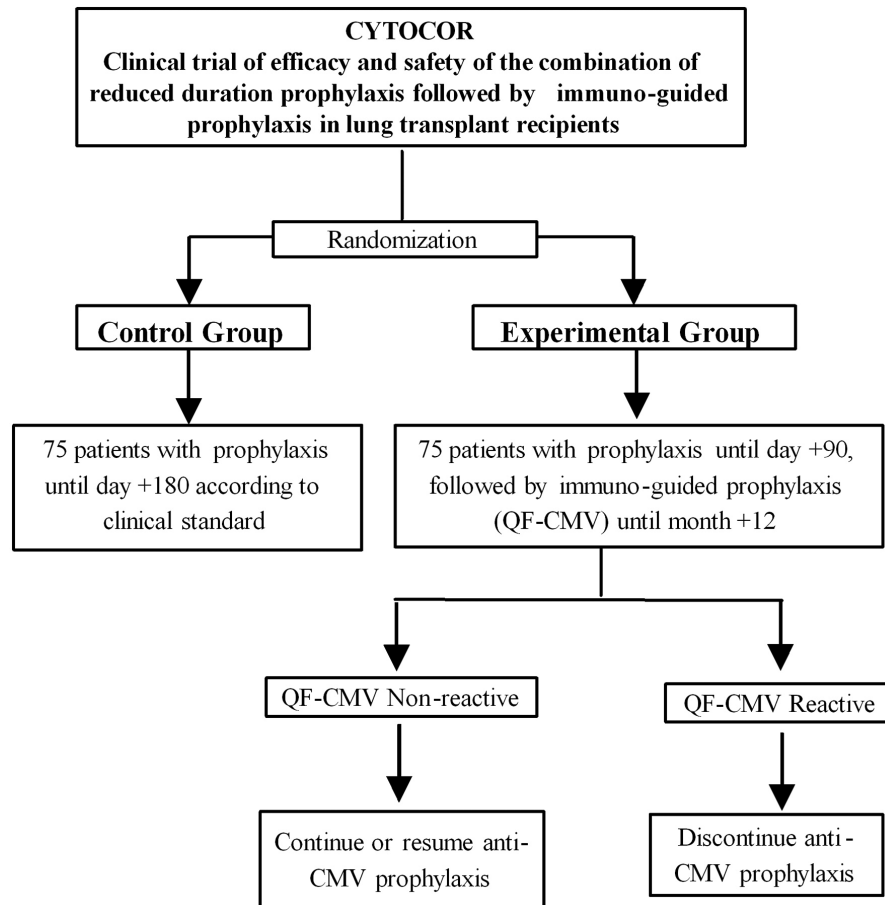 CYTOCOR
Clinical trial of efficacy and safety of the combination of
reduced duration prophylaxis followed by immuno-guided
prophylaxis in lung transplant recipients
Randomization
Control Group
Experimental Group
75 patients with prophylaxis
until day +180 according to
clinical standard
75 patients with prophylaxis until day +90,
followed by immuno-guided prophylaxis
(QF-CMV) until month +12
QF-CMV Non-reactive
QF-CMV Reactive
Continue or resume anti-
CMV prophylaxis
Discontinue anti-
CMV prophylaxis